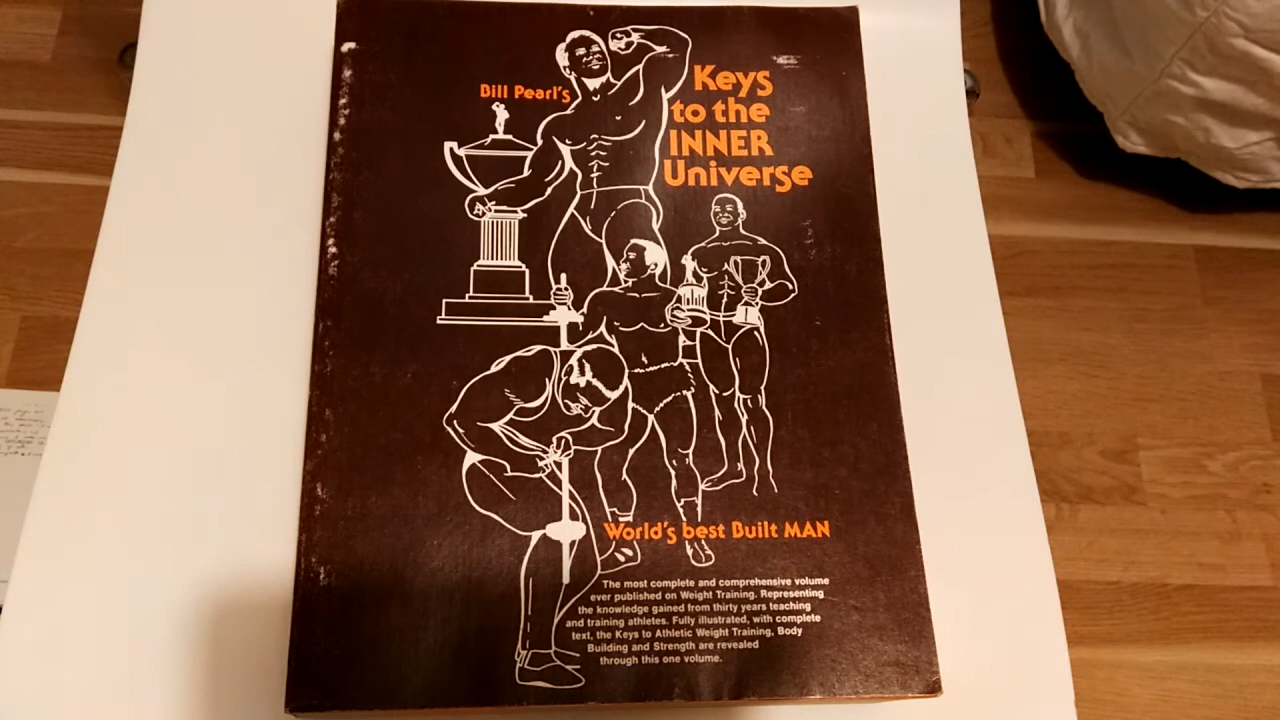 Bill Pearl's
Keys
to the
INNER
Universe
World's best Built MAN
The most complete and comprehensive volume
ever published on Weight Training. Representing
the knowledge gained from thirty years teaching
and training athletes. Fully illustrated, with complete
text, the Keys to Athletic Weight Training, Body
Building and Strength are revealed
through this one volume.